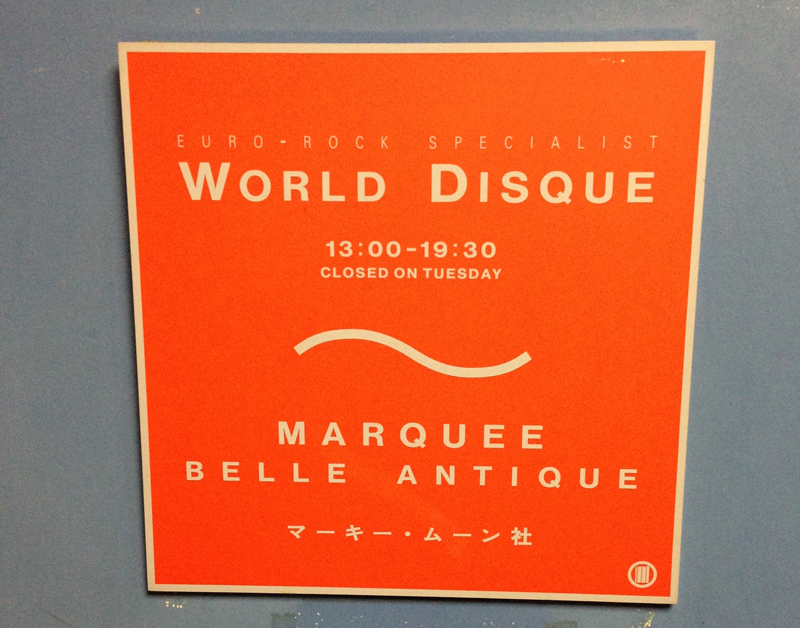 EURO-ROCK SPECIALIST
WORLD DISQUE
13:00-19:30
CLOSED ON TUESDAY
MARQUEE
BELLE ANTIQUE
マーキー・ムーン社